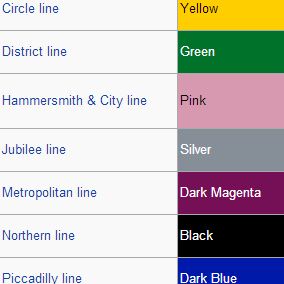 Circle line Yellow
District line Green
Hammersmith & City line Pink
Jubilee line Silver
Metropolitan line Dark Magenta
Northern line Black
Piccadilly line Dark Blue